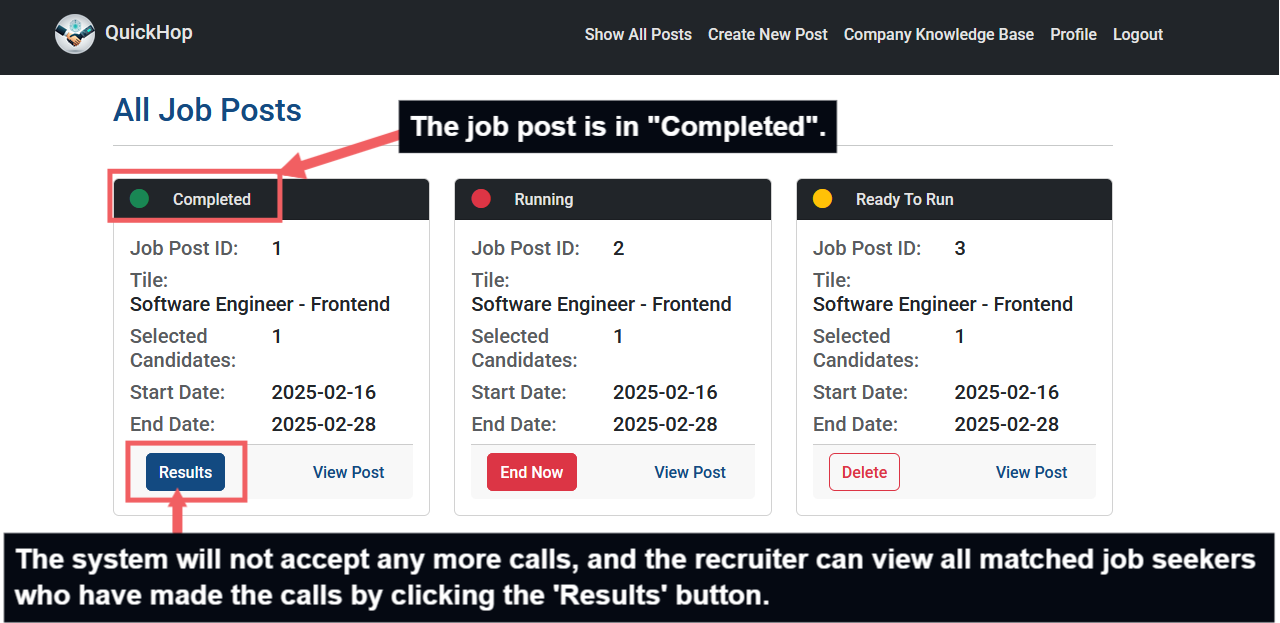 QuickHop
Show All Posts Create New Post Company Knowledge Base Profile Logout
All Job Posts
The job post is in "Completed".
Completed
Job Post ID: 1
Tile:
Software Engineer - Frontend
Selected Candidates: 1
Start Date: 2025-02-16
End Date: 2025-02-28
Results View Post
Running
Job Post ID: 2
Tile:
Software Engineer - Frontend
Selected Candidates: 1
Start Date: 2025-02-16
End Date: 2025-02-28
End Now View Post
Ready To Run
Job Post ID: 3
Tile:
Software Engineer - Frontend
Selected Candidates: 1
Start Date: 2025-02-16
End Date: 2025-02-28
Delete View Post
The system will not accept any more calls, and the recruiter can view all matched job seekers
who have made the calls by clicking the 'Results' button.